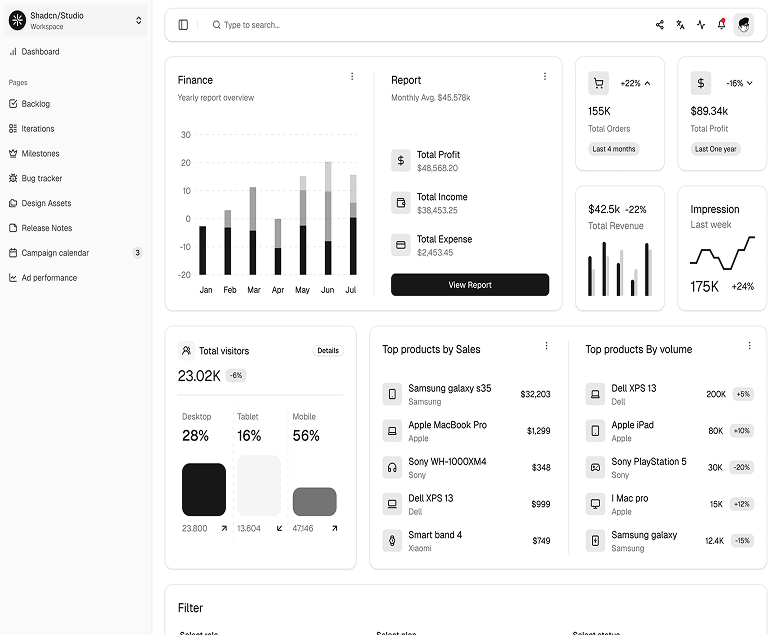 Shadcn/Studio
Workspace
Dashboard
Pages
Backlog
Iterations
Milestones
Bug tracker
Design Assets
Release Notes
Campaign calendar
3
Ad performance
Type to search...
Finance
Yearly report overview
30
20
10
0
-10
-20
Jan Feb Mar Apr May Jun Jul
Report
Monthly Avg. $45.578k
Total Profit
$48,568.20
Total Income
$38,453.25
Total Expense
$2,453.45
View Report
+22%
155K
Total Orders
Last 4 months
-16%
$89.34k
Total Profit
Last One year
$42.5k -22%
Total Revenue
Impression
Last week
175K +24%
Total visitors
Details
23.02K -6%
Desktop Tablet Mobile
28% 16% 56%
23.800 13.604 47.146
Top products by Sales
Samsung galaxy s35
Samsung
$32,203
Apple MacBook Pro
Apple
$1,299
Sony WH-1000XM4
Sony
$348
Dell XPS 13
Dell
$999
Smart band 4
Xiaomi
$749
Top products By volume
Dell XPS 13
Dell
200K +5%
Apple iPad
Apple
80K +10%
Sony PlayStation 5
Sony
30K -20%
I Mac pro
Apple
15K +12%
Samsung galaxy
Samsung
12.4K -15%
Filter
Select role Select plan Select status